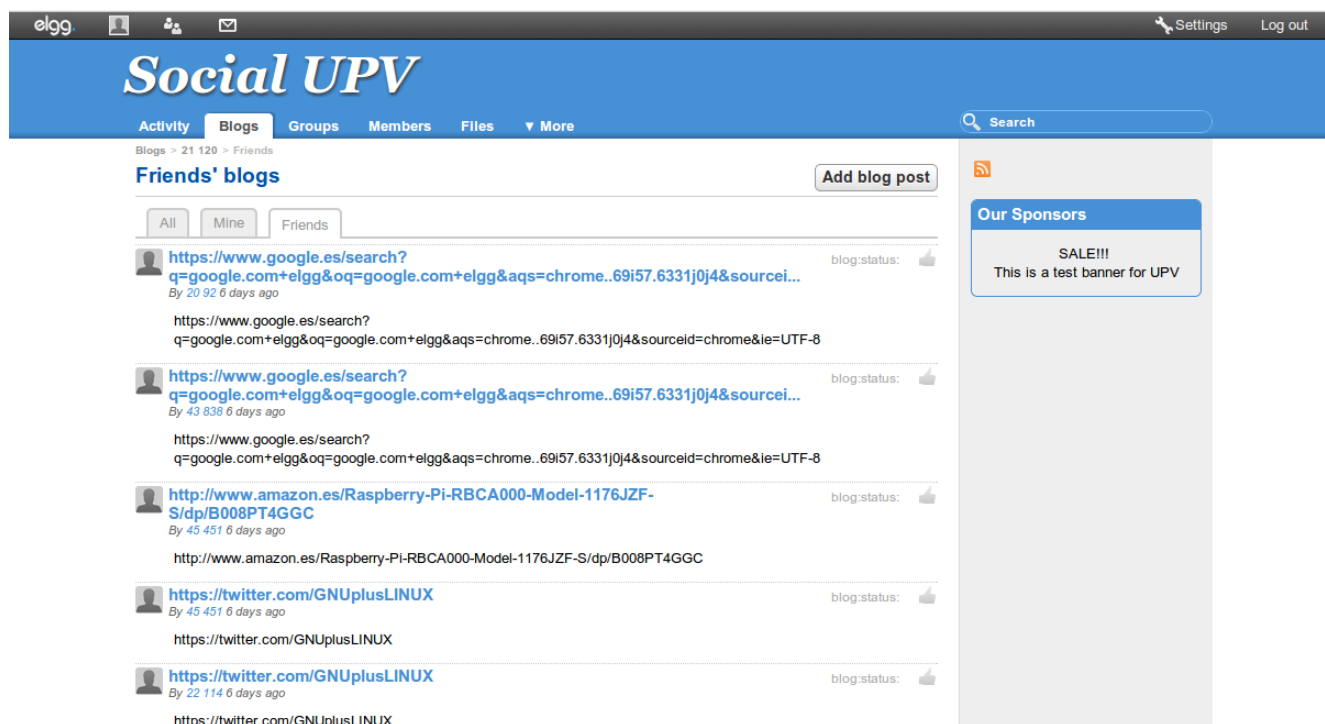 elgg.
Settings
Log out
Social UPV
Activity
Blogs
Groups
Members
Files
▼ More
Search
Blogs > 21 120 > Friends
Friends' blogs
Add blog post
All
Mine
Friends
https://www.google.es/search?
q=google.com+elgg&oq=google.com+elgg&aqs=chrome..69i57.6331j0j4&sourcei...
blog:status:
By 20 92 6 days ago
https://www.google.es/search?
q=google.com+elgg&oq=google.com+elgg&aqs=chrome..69i57.6331j0j4&sourceid=chrome&ie=UTF-8
https://www.google.es/search?
q=google.com+elgg&oq=google.com+elgg&aqs=chrome..69i57.6331j0j4&sourcei...
blog:status:
By 43 838 6 days ago
https://www.google.es/search?
q=google.com+elgg&oq=google.com+elgg&aqs=chrome..69i57.6331j0j4&sourceid=chrome&ie=UTF-8
http://www.amazon.es/Raspberry-Pi-RBCA000-Model-1176JZF-
S/dp/B008PT4GGC
blog:status:
By 45 451 6 days ago
http://www.amazon.es/Raspberry-Pi-RBCA000-Model-1176JZF-S/dp/B008PT4GGC
https://twitter.com/GNUplusLINUX
blog:status:
By 45 451 6 days ago
https://twitter.com/GNUplusLINUX
https://twitter.com/GNUplusLINUX
blog:status:
By 22 114 6 days ago
https://twitter.com/GNUplusLINUX
Our Sponsors
SALE!!!
This is a test banner for UPV